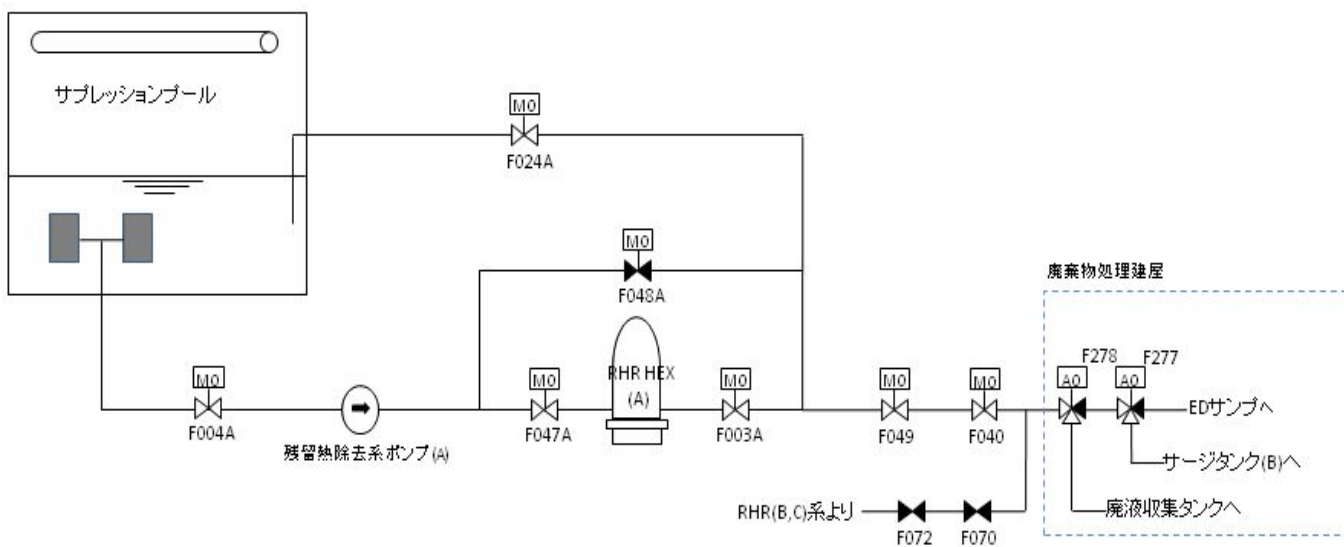 サプレッションプール
MO
F024A
MO
F048A
廃棄物処理建屋
MO
F004A
残留熱除去系ポンプ(A)
MO
F047A
RHR HEX
(A)
MO
F003A
MO
F049
MO
F040
AO
F278
AO
F277
EDサンプへ
サージタンク(B)へ
廃液収集タンクへ
RHR(B,C)系より
F072
F070